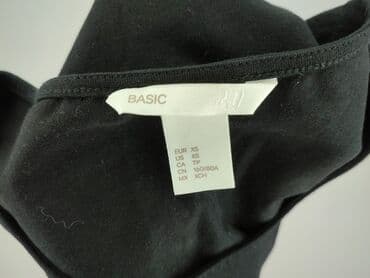 BASIC
EUR XS
US XS
CA TP
CN 160/80A
MX XCH